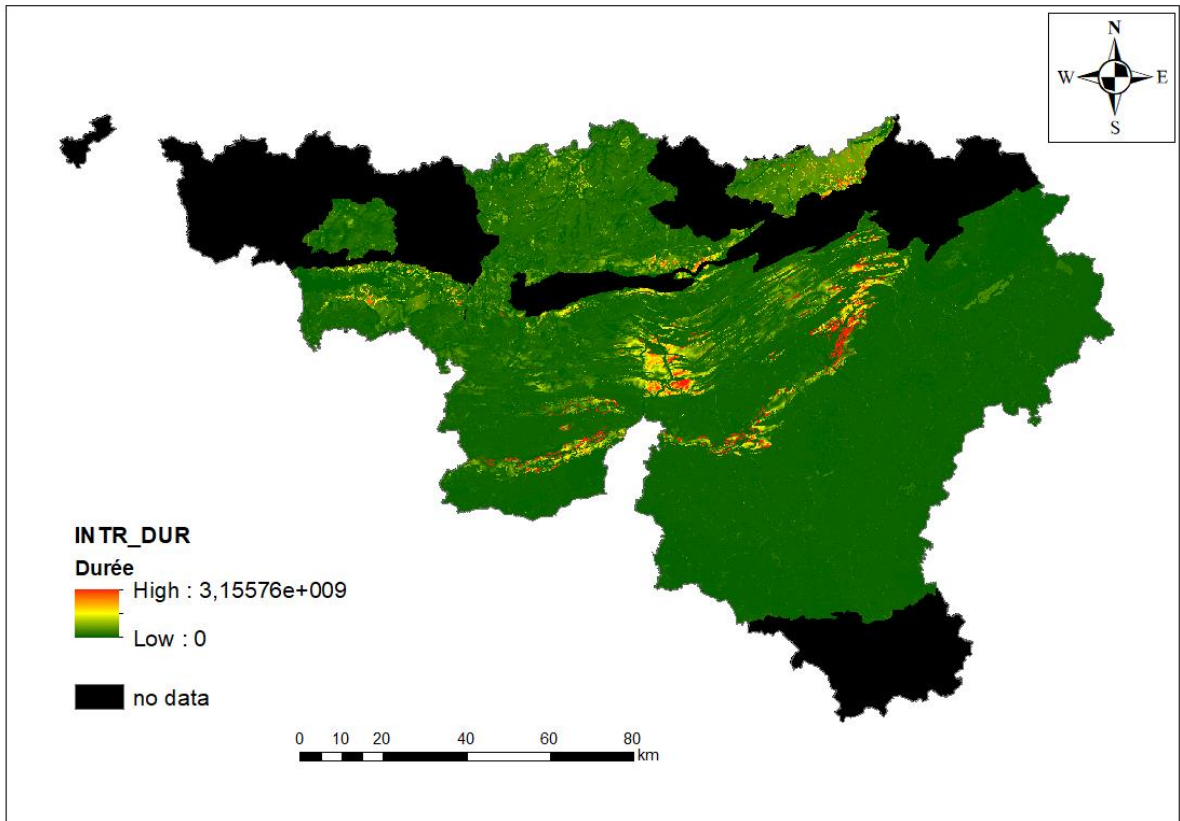 N
W E
S
INTR_DUR
Durée
High : 3,15576e+009
Low : 0
no data
0 10 20 40 60 80
km